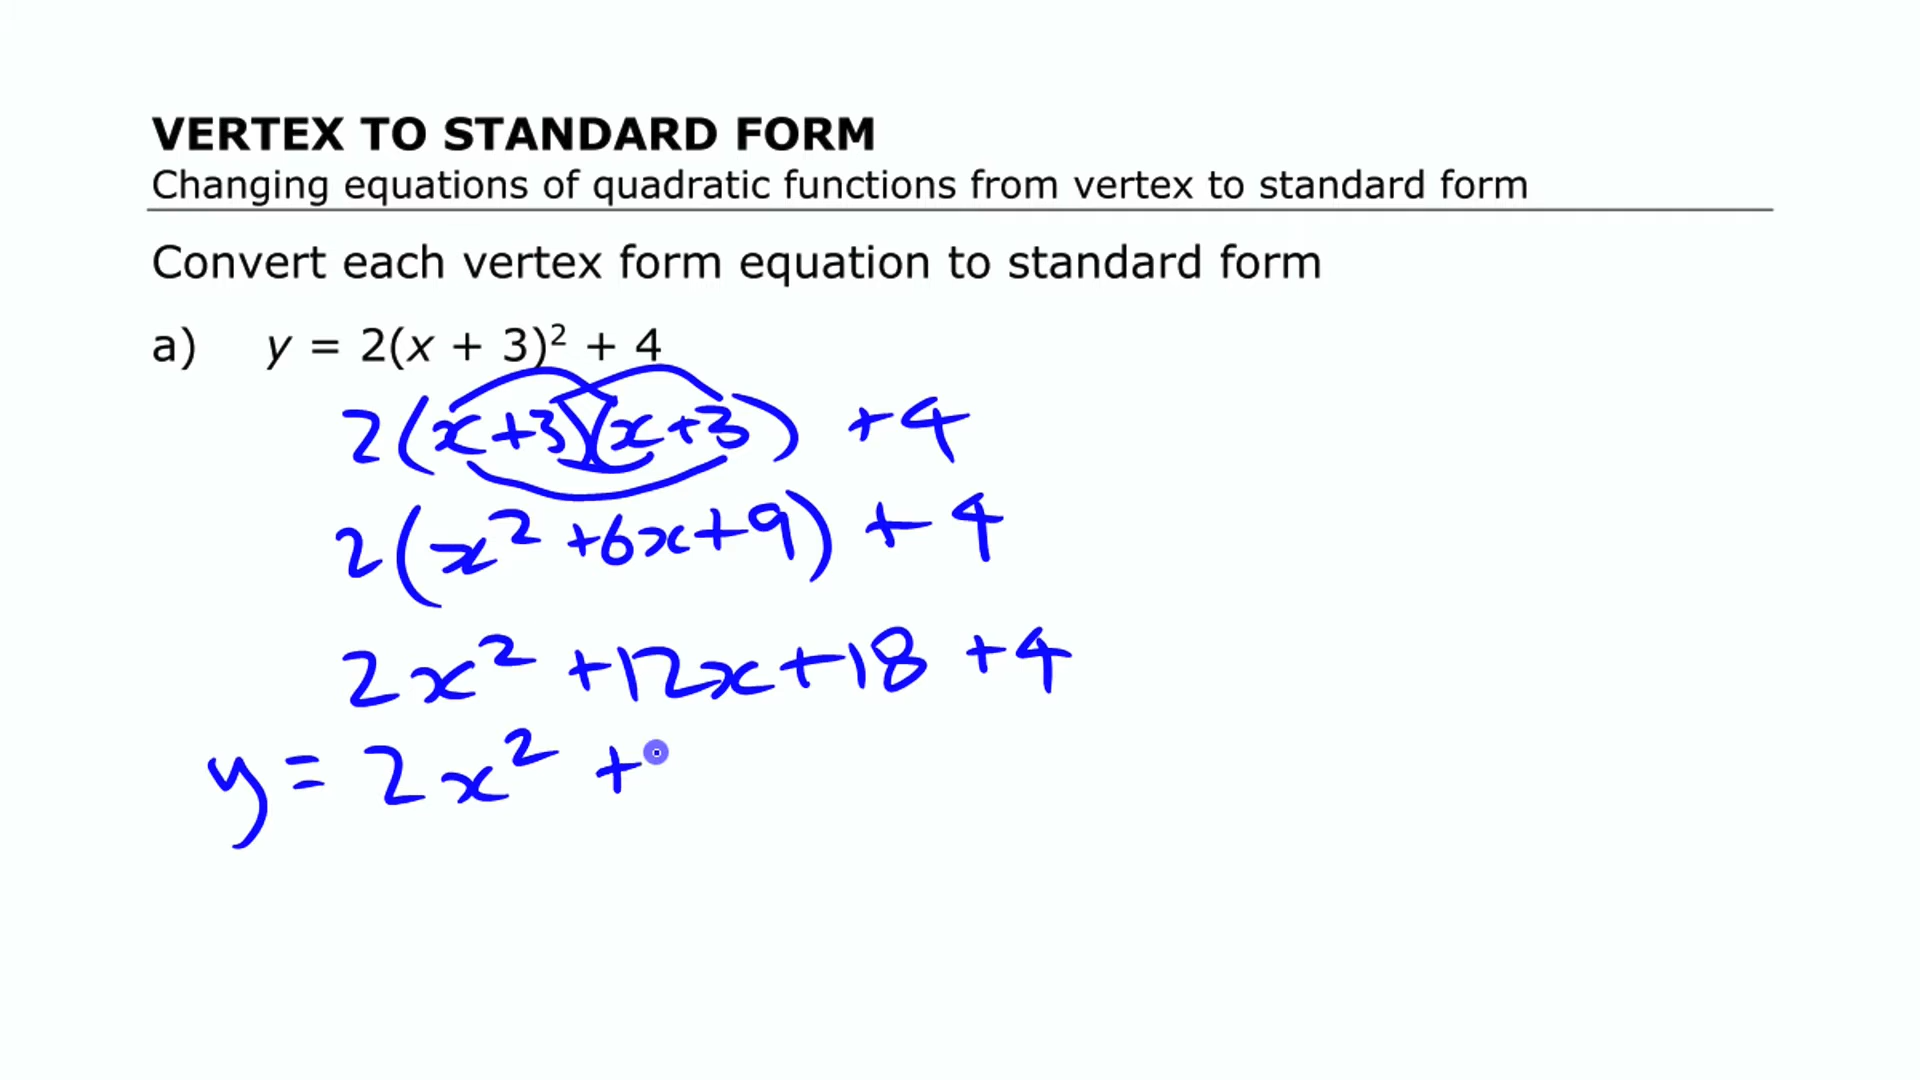 VERTEX TO STANDARD FORM
Changing equations of quadratic functions from vertex to standard form
Convert each vertex form equation to standard form
a) y = 2(x + 3)² + 4
2(x+3)(x+3) +4
2(x² +6x+9) + 4
2x² +12x+18 +4
y = 2x² +